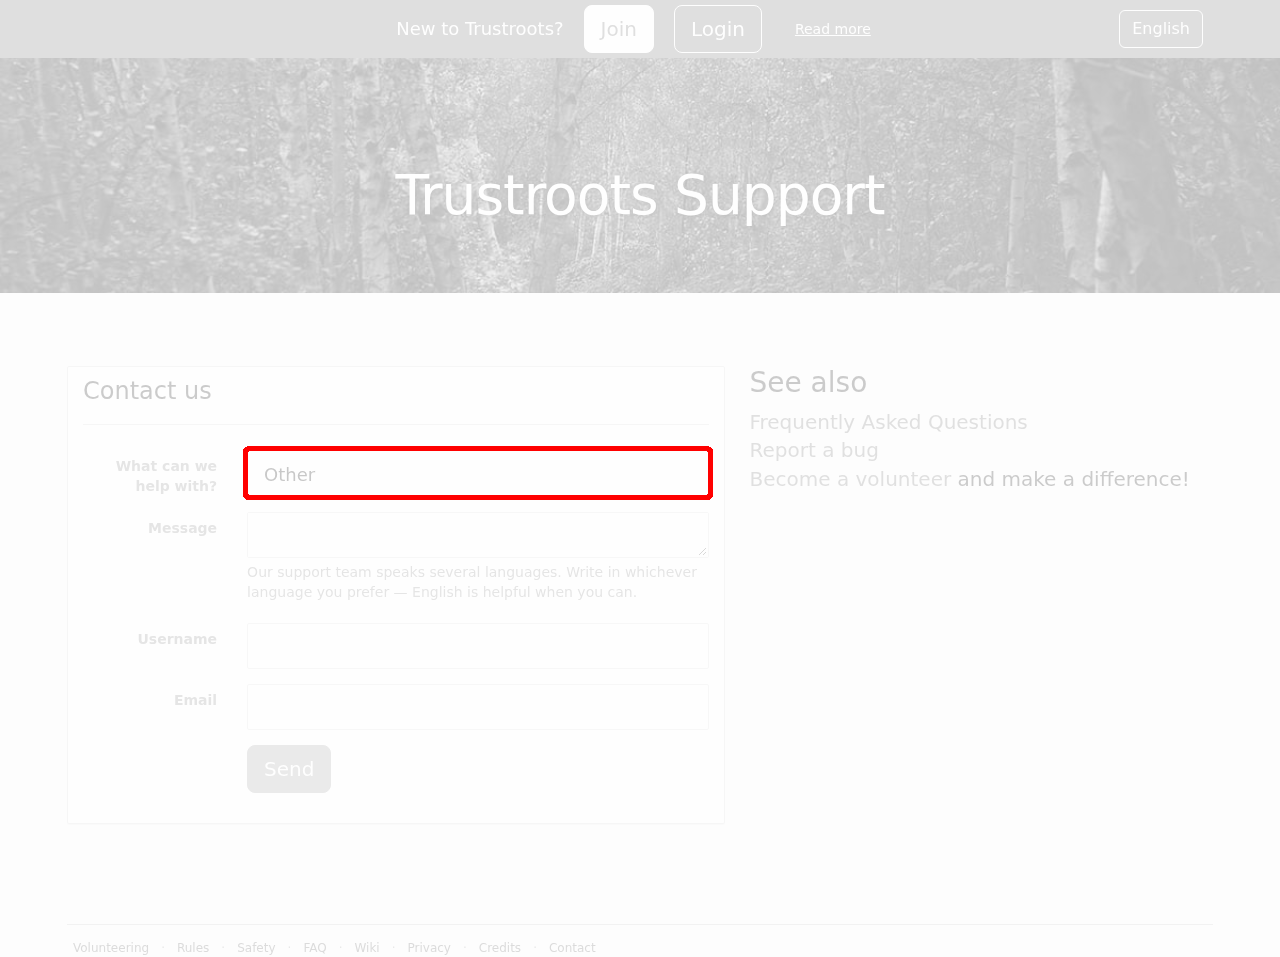 New to Trustroots?
Join
Login
Read more
English
Trustroots Support
Contact us
What can we
help with?
Other
Message
Our support team speaks several languages. Write in whichever
language you prefer — English is helpful when you can.
Username
Email
Send
See also
Frequently Asked Questions
Report a bug
Become a volunteer and make a difference!
Volunteering · Rules · Safety · FAQ · Wiki · Privacy · Credits · Contact